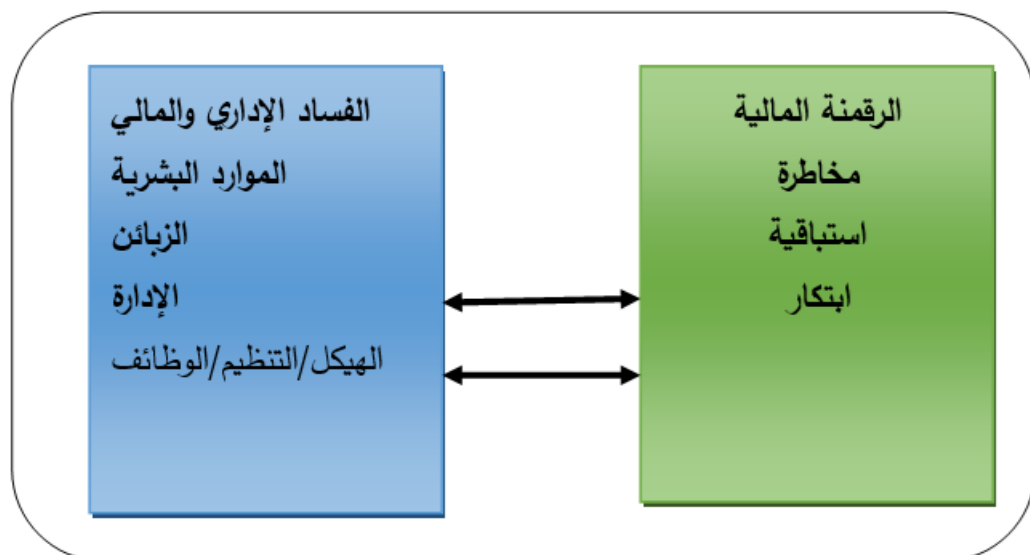 الرقمنة المالية
مخاطرة
استباقية
ابتكار
الفساد الإداري والمالي
الموارد البشرية
الزبائن
الإدارة
الهيكل/التنظيم/الوظائف